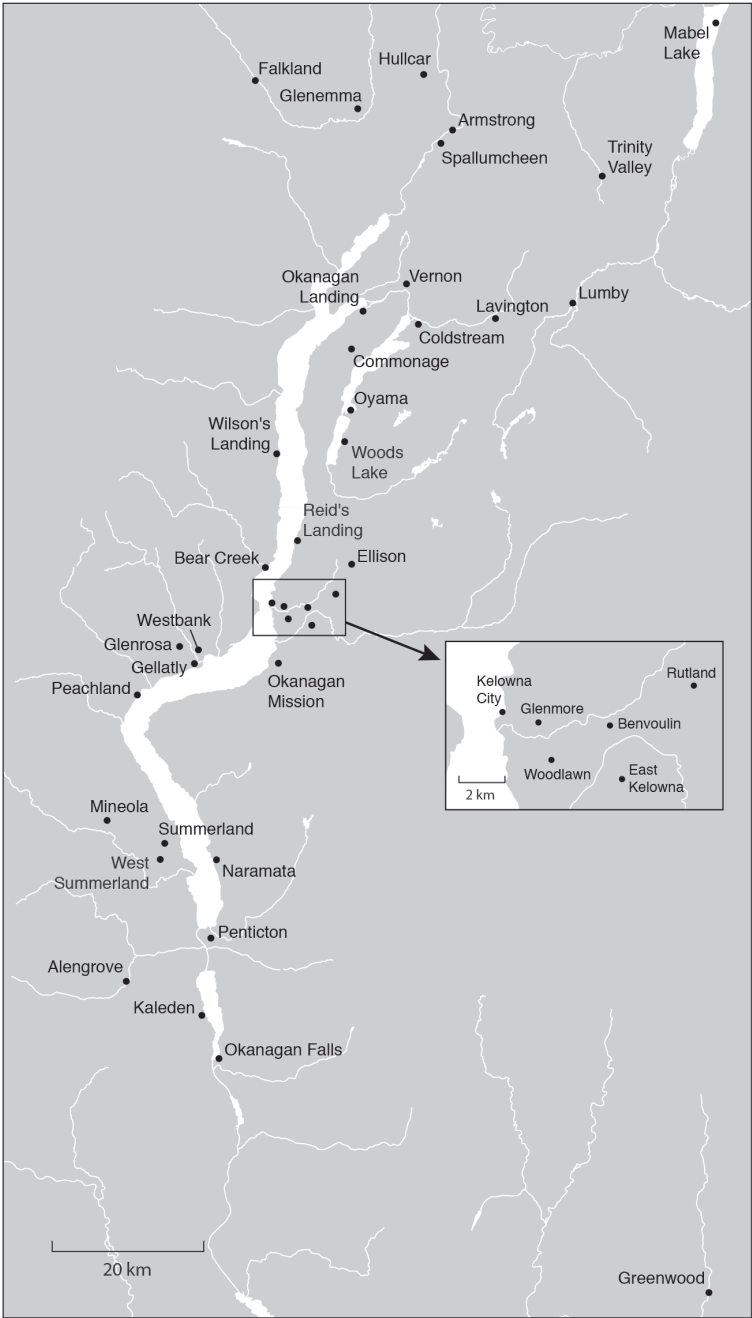 Mabel
Lake
Hullcar
Falkland
Glenemma
Armstrong
Spallumcheen
Trinity
Valley
Okanagan
Landing
Vernon
Lumby
Lavington
Coldstream
Commonage
Oyama
Wilson's
Landing
Woods
Lake
Reid's
Landing
Bear Creek
Ellison
Westbank
Glenrosa
Gellatly
Okanagan
Mission
Peachland
Rutland
Kelowna
City
Glenmore
Benvoulin
Woodlawn
East
Kelowna
2 km
Mineola
Summerland
West
Summerland
Naramata
Penticton
Alengrove
Kaleden
Okanagan Falls
20 km
Greenwood